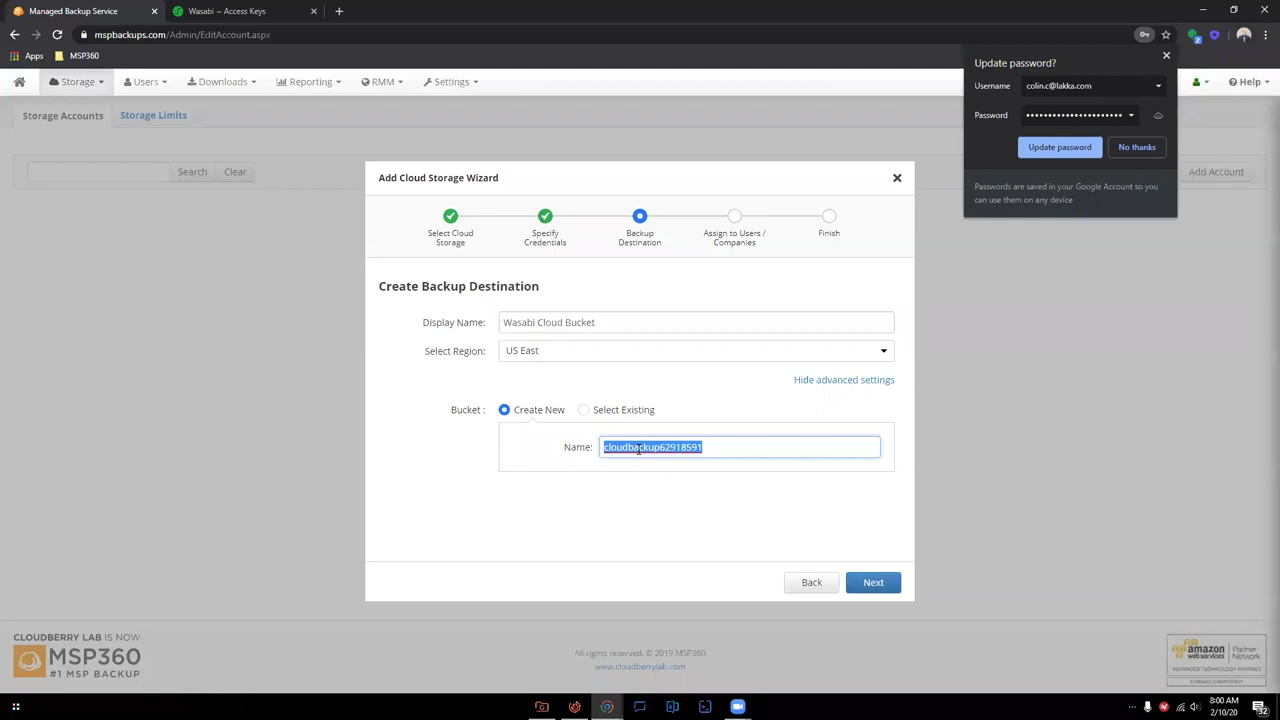 Managed Backup Service
Wasabi – Access Keys
mspbackups.com/Admin/EditAccount.aspx
Apps
MSP360
Storage
Users
Downloads
Reporting
RMM
Settings
Help
Update password?
Username
colin.c@lakka.com
Password
••••••••••••••••••••••
Update password
No thanks
Passwords are saved in your Google Account so you
can use them on any device
Storage Accounts
Storage Limits
Search
Clear
Add Account
Add Cloud Storage Wizard
Select Cloud
Storage
Specify
Credentials
Backup
Destination
Assign to Users /
Companies
Finish
Create Backup Destination
Display Name:
Wasabi Cloud Bucket
Select Region:
US East
Hide advanced settings
Bucket :
Create New
Select Existing
Name:
cloudbackup62918591
Back
Next
CLOUDBERRY LAB IS NOW
MSP360
#1 MSP BACKUP
All rights reserved. © 2019 MSP360
www.cloudberrylab.com
amazon
web services
Partner
Network
ADVANCED TECHNOLOGY PARTNER
8:00 AM
2/10/20